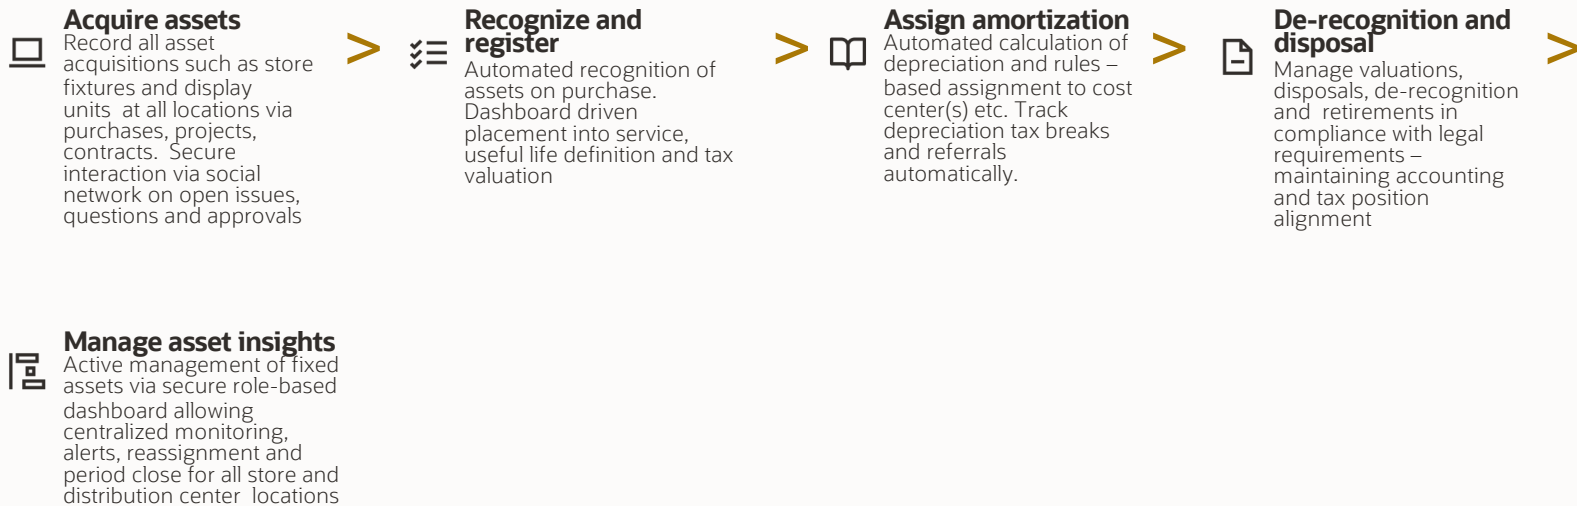 Acquire assets
Record all asset
acquisitions such as store
fixtures and display
units  at all locations via
purchases, projects,
contracts.  Secure
interaction via social
network on open issues,
questions and approvals
>
Recognize and
register
Automated recognition of
assets on purchase.
Dashboard driven
placement into service,
useful life definition and tax
valuation
>
Assign amortization
Automated calculation of
depreciation and rules –
based assignment to cost
center(s) etc. Track
depreciation tax breaks
and referrals
automatically.
>
De-recognition and
disposal
Manage valuations,
disposals, de-recognition
and  retirements in
compliance with legal
requirements –
maintaining accounting
and tax position
alignment
>
Manage asset insights
Active management of fixed
assets via secure role-based
dashboard allowing
centralized monitoring,
alerts, reassignment and
period close for all store and
distribution center  locations